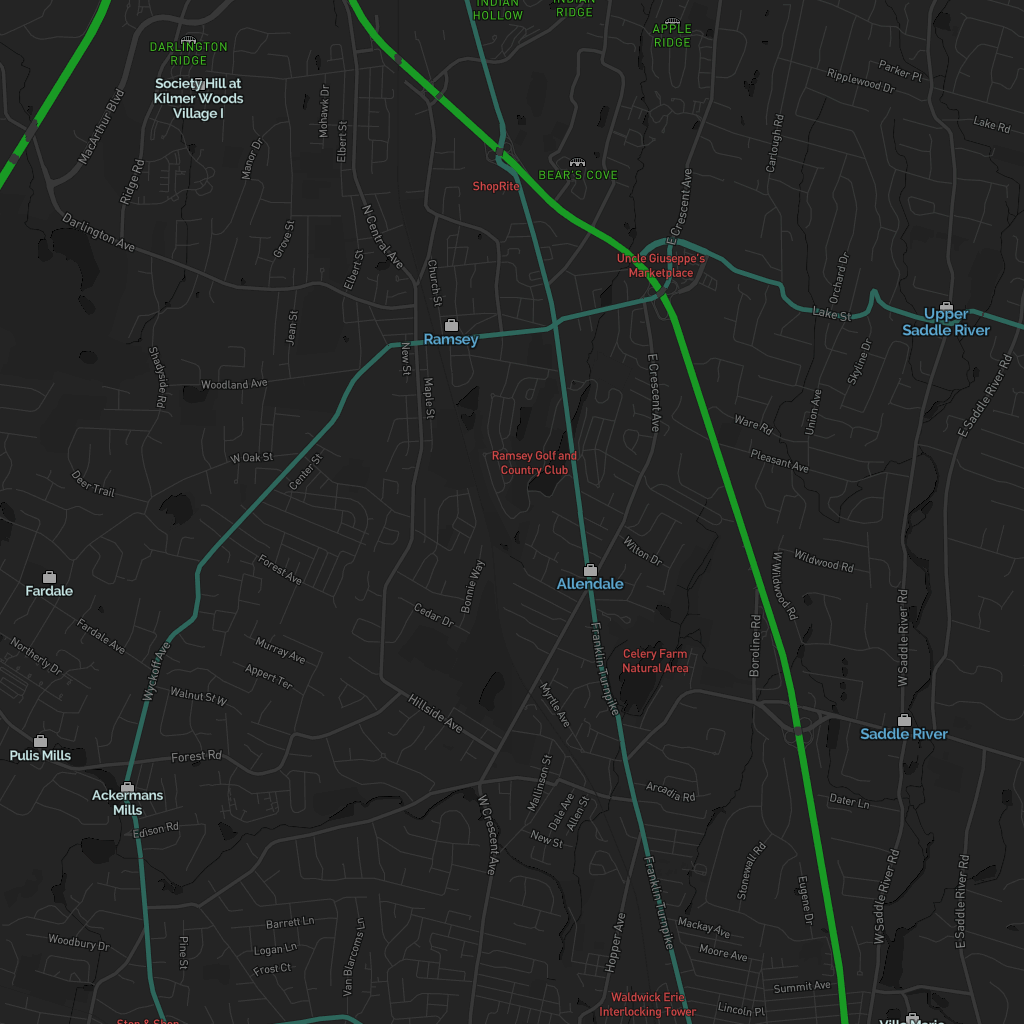 INDIAN
HOLLOW
INDIAN
RIDGE
APPLE
RIDGE
DARLINGTON
RIDGE
Society Hill at
Kilmer Woods
Village I
Parker Pl
Ripplewood Dr
Lake Rd
MacArthur Blvd
Mohawk Dr
Elbert St
Manor Dr
Carlough Rd
Ridge Rd
BEAR'S COVE
ShopRite
E Crescent Ave
Darlington Ave
N Central Ave
Grove St
Elbert St
Church St
Uncle Giuseppe's
Marketplace
Orchard Dr
Lake St
Upper
Saddle River
Jean St
Ramsey
New St
Shadyside Rd
Woodland Ave
Maple St
E Crescent Ave
Skyline Dr
E Saddle River Rd
Union Ave
Ware Rd
Pleasant Ave
W Oak St
Center St
Ramsey Golf and
Country Club
Deer Trail
Wilton Dr
Wildwood Rd
W Wildwood Rd
Forest Ave
Bonnie Way
Allendale
Fardale
Cedar Dr
Fardale Ave
Northerly Dr
Murray Ave
Appert Ter
Wyckoff Ave
Walnut St W
Franklin Turnpike
Celery Farm
Natural Area
Boroline Rd
W Saddle River Rd
Hillside Ave
Myrtle Ave
Saddle River
Pulis Mills
Forest Rd
Ackermans
Mills
Edison Rd
Mallinson St
Dale Ave
Allen St
New St
Arcadia Rd
Dater Ln
W Crescent Ave
Franklin Turnpike
Stonewall Rd
Eugene Dr
W Saddle River Rd
E Saddle River Rd
Barrett Ln
Mackay Ave
Moore Ave
Hopper Ave
Woodbury Dr
Pine St
Logan Ln
Frost Ct
Van Blarcoms Ln
Summit Ave
Waldwick Erie
Interlocking Tower
Lincoln Pl
Stop & Shop
Villa Marie